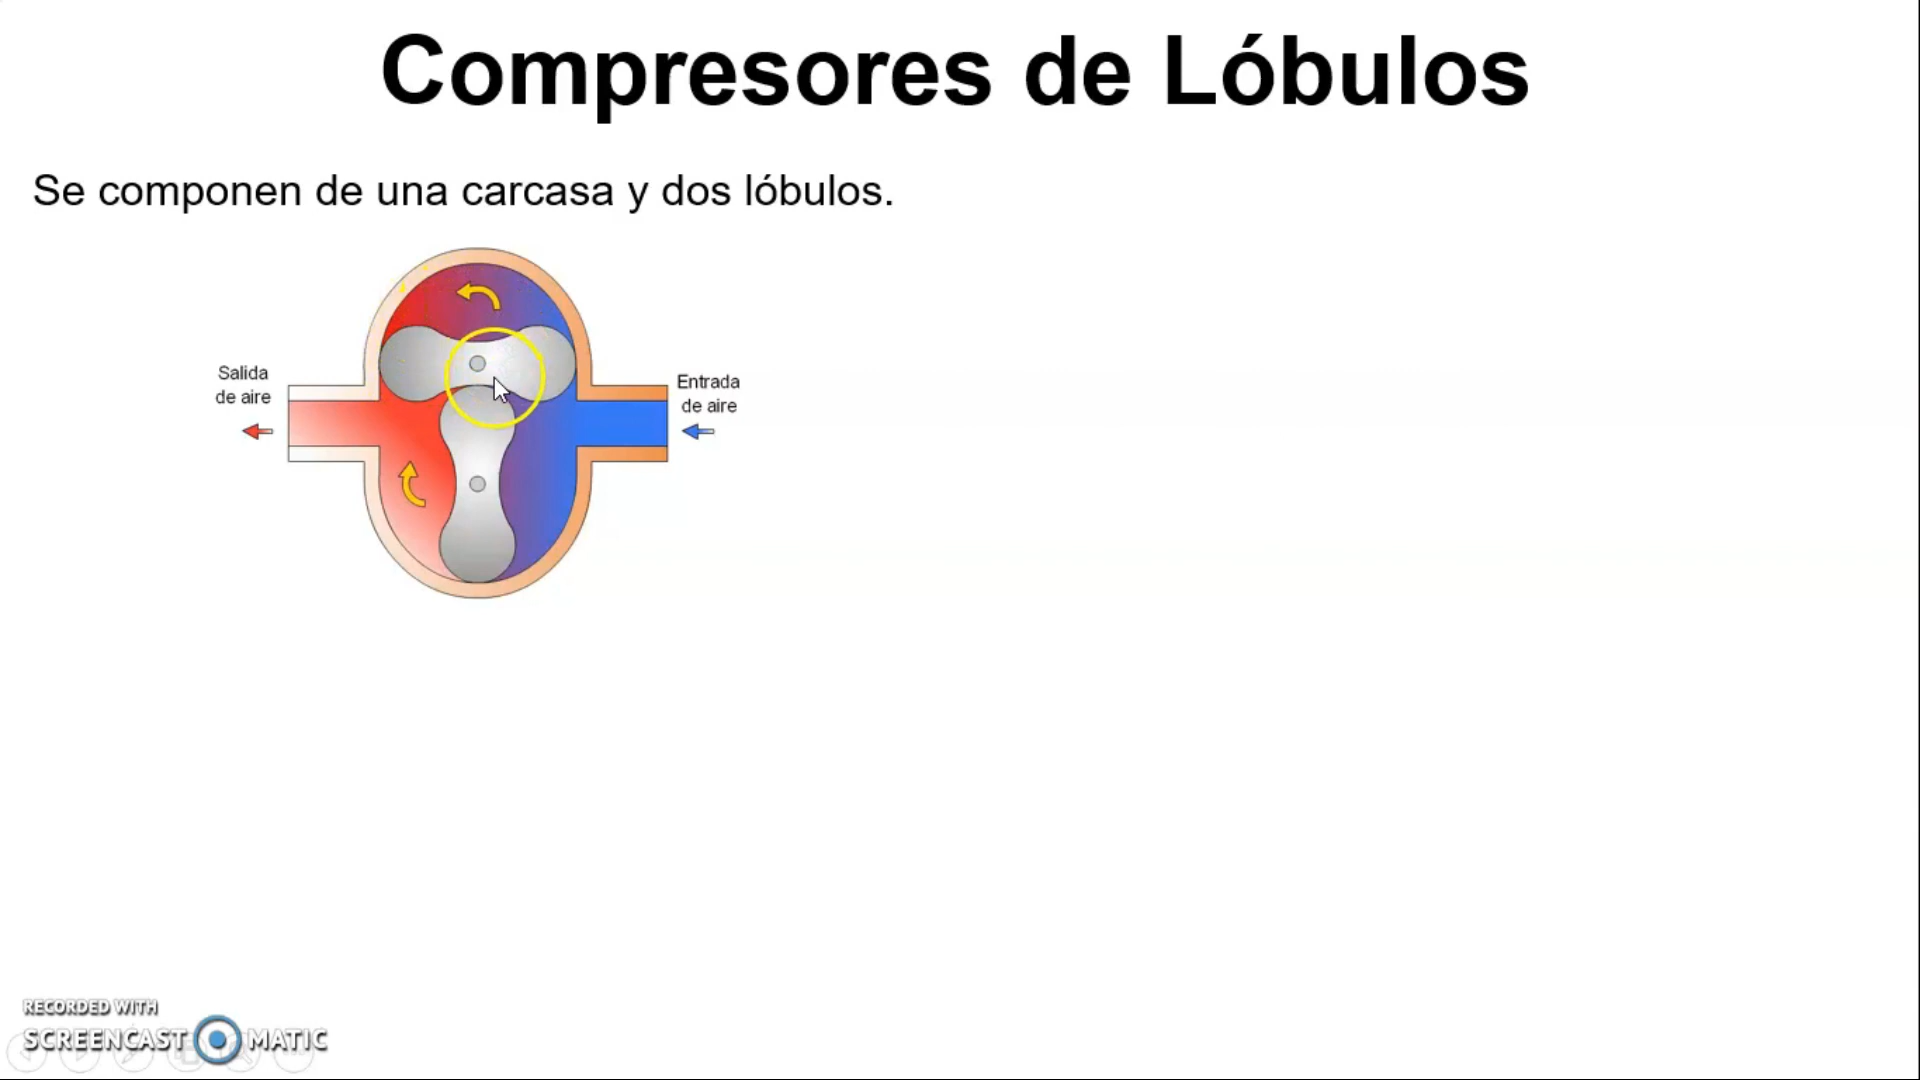 Compresores de Lóbulos
Se componen de una carcasa y dos lóbulos.
Salida
de aire
Entrada
de aire
RECORDED WITH
SCREENCAST MATIC